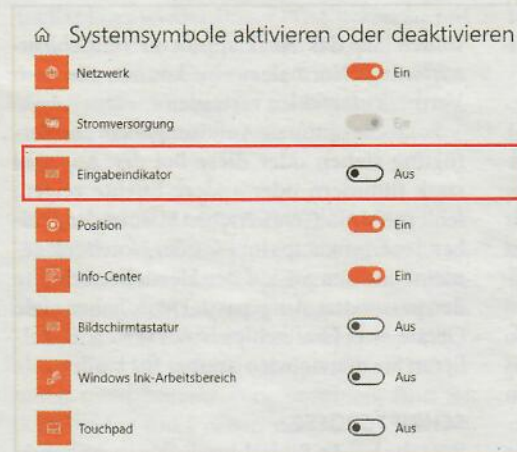 Systemsymbole aktivieren oder deaktivieren
Netzwerk Ein
Stromversorgung Ein
Eingabeindikator Aus
Position Ein
Info-Center Ein
Bildschirmtastatur Aus
Windows Ink-Arbeitsbereich Aus
Touchpad Aus